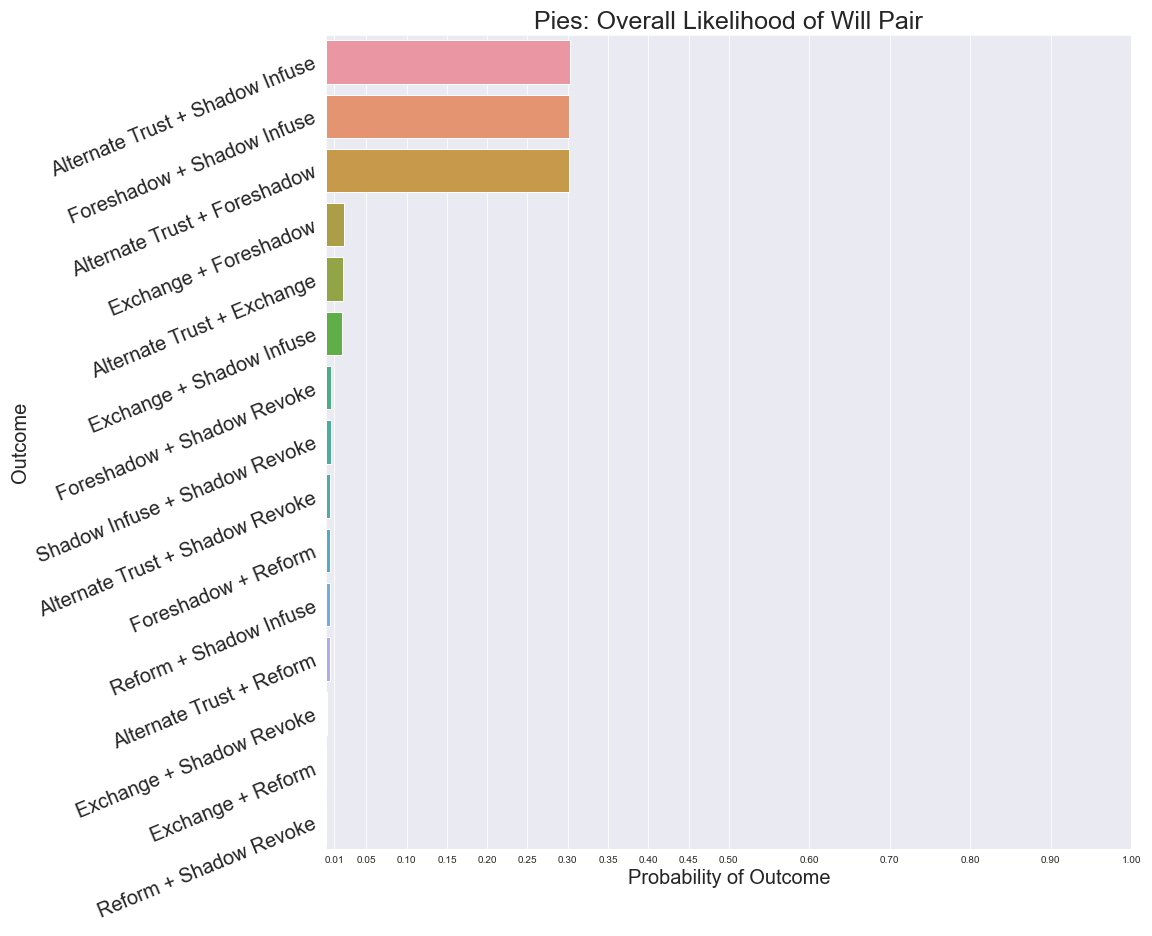 Pies: Overall Likelihood of Will Pair
Outcome
Alternate Trust + Shadow Infuse
Foreshadow + Shadow Infuse
Alternate Trust + Foreshadow
Exchange + Foreshadow
Alternate Trust + Exchange
Exchange + Shadow Infuse
Foreshadow + Shadow Revoke
Shadow Infuse + Shadow Revoke
Alternate Trust + Shadow Revoke
Foreshadow + Reform
Reform + Shadow Infuse
Alternate Trust + Reform
Exchange + Shadow Revoke
Exchange + Reform
Reform + Shadow Revoke
0.01 0.05 0.10 0.15 0.20 0.25 0.30 0.35 0.40 0.45 0.50 0.60 0.70 0.80 0.90 1.00
Probability of Outcome